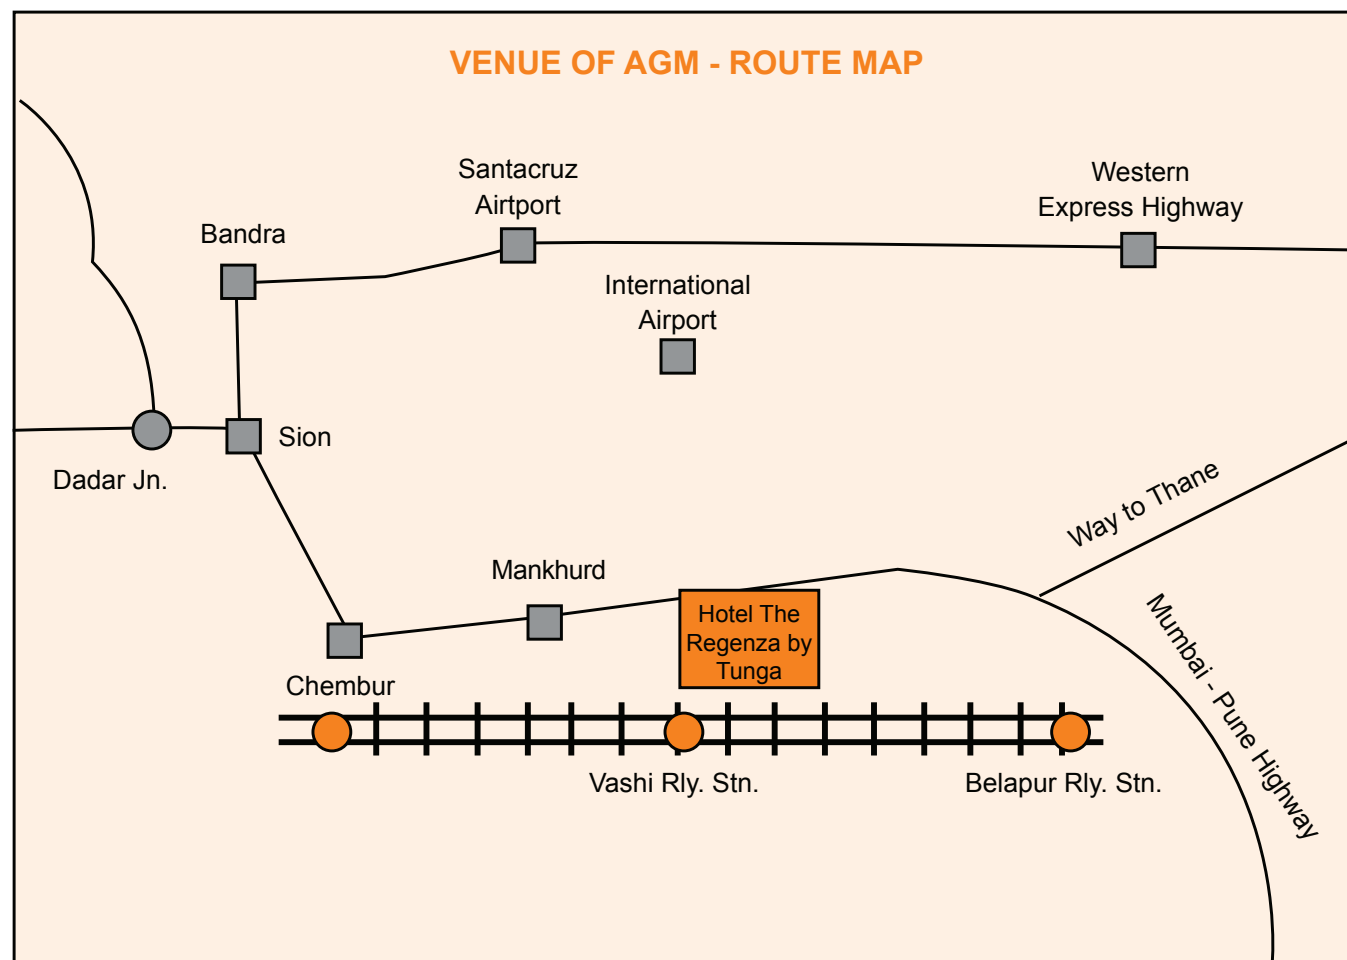 VENUE OF AGM - ROUTE MAP
Santacruz
Airtport
Western
Express Highway
Bandra
International
Airport
Sion
Dadar Jn.
Way to Thane
Mankhurd
Hotel The
Regenza by
Tunga
Mumbai - Pune Highway
Chembur
Vashi Rly. Stn.
Belapur Rly. Stn.